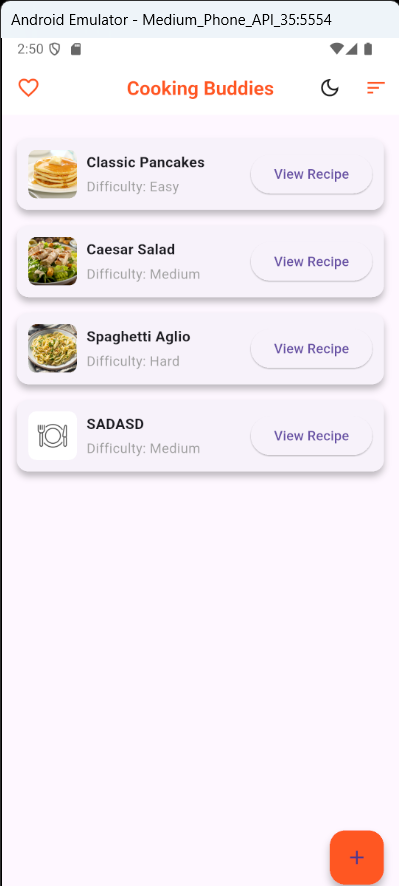 Android Emulator - Medium_Phone_API_35:5554
2:50
Cooking Buddies
Classic Pancakes
Difficulty: Easy
View Recipe
Caesar Salad
Difficulty: Medium
View Recipe
Spaghetti Aglio
Difficulty: Hard
View Recipe
SADASD
Difficulty: Medium
View Recipe
+